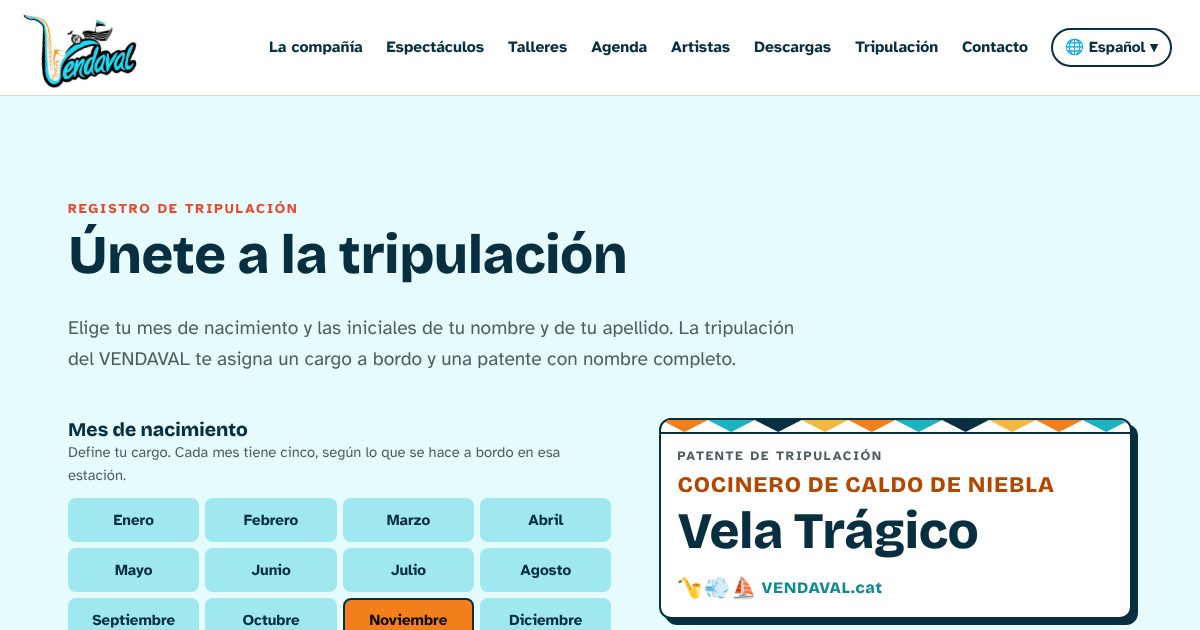 Vendaval
La compañía Espectáculos Talleres Agenda Artistas Descargas Tripulación Contacto 🌐 Español ▾
REGISTRO DE TRIPULACIÓN
Únete a la tripulación
Elige tu mes de nacimiento y las iniciales de tu nombre y de tu apellido. La tripulación
del VENDAVAL te asigna un cargo a bordo y una patente con nombre completo.
Mes de nacimiento
Define tu cargo. Cada mes tiene cinco, según lo que se hace a bordo en esa
estación.
Enero Febrero Marzo Abril
Mayo Junio Julio Agosto
Septiembre Octubre Noviembre Diciembre
PATENTE DE TRIPULACIÓN
COCINERO DE CALDO DE NIEBLA
Vela Trágico
🎷💨⛵ VENDAVAL.cat